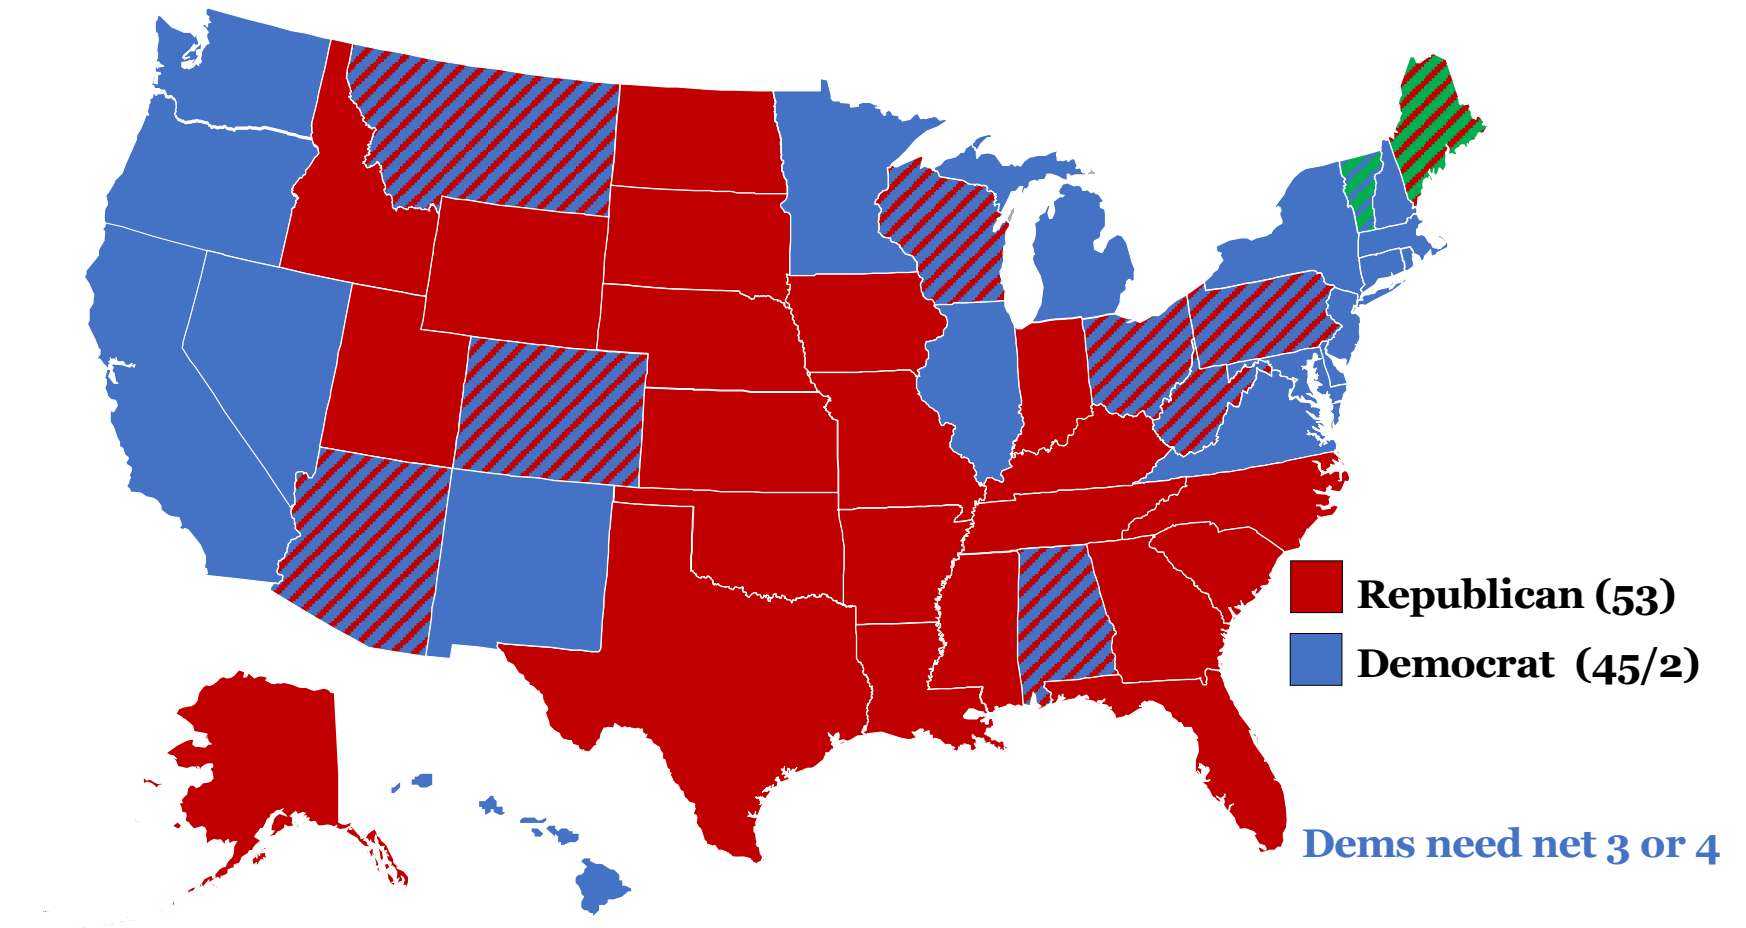 Republican (53)
Democrat (45/2)
Dems need net 3 or 4